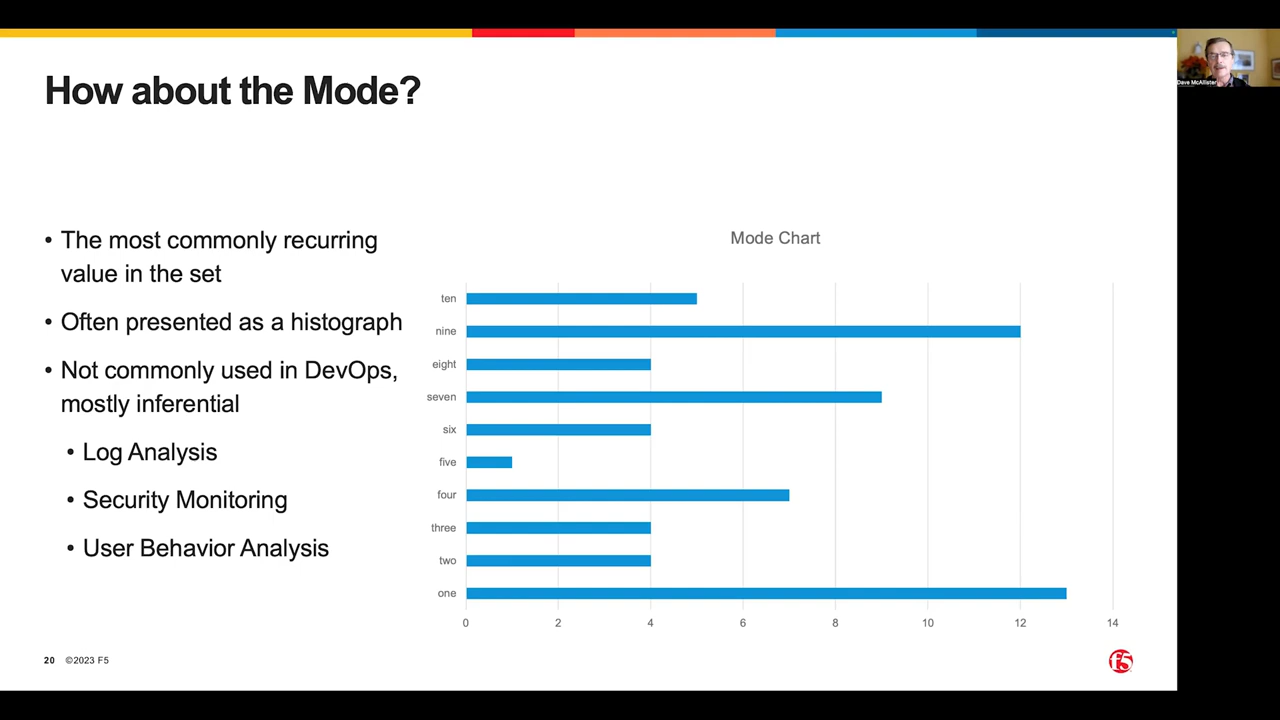 How about the Mode?
Dave McAllister
• The most commonly recurring
value in the set
• Often presented as a histograph
• Not commonly used in DevOps,
mostly inferential
• Log Analysis
• Security Monitoring
• User Behavior Analysis
Mode Chart
ten
nine
eight
seven
six
five
four
three
two
one
0 2 4 6 8 10 12 14
20 ©2023 F5
f5